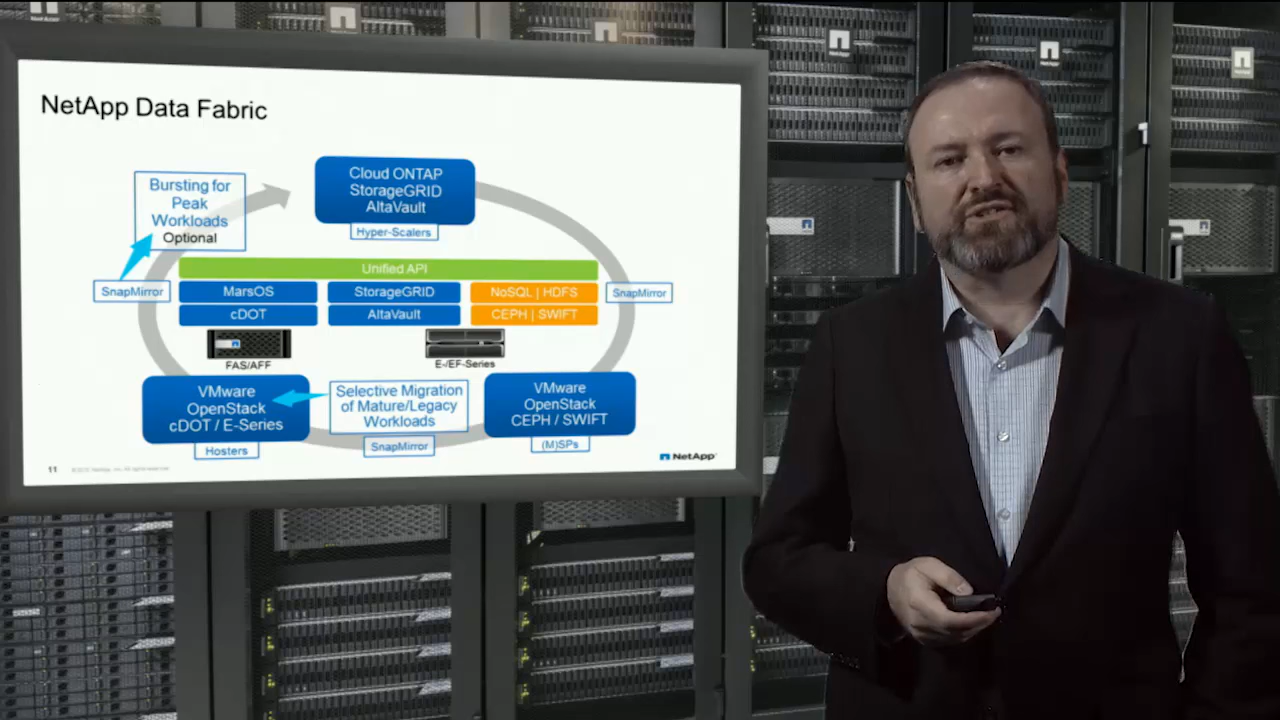 NetApp
NetApp
NetApp Data Fabric
Bursting for
Peak
Workloads
Optional
Cloud ONTAP
StorageGRID
AltaVault
Hyper-Scalers
Unified API
SnapMirror
MarsOS
StorageGRID
NoSQL | HDFS
SnapMirror
cDOT
AltaVault
CEPH | SWIFT
FAS/AFF
E-/EF-Series
VMware
OpenStack
cDOT / E-Series
Hosters
Selective Migration
of Mature/Legacy
Workloads
SnapMirror
VMware
OpenStack
CEPH / SWIFT
(M)SPs
11
NetApp